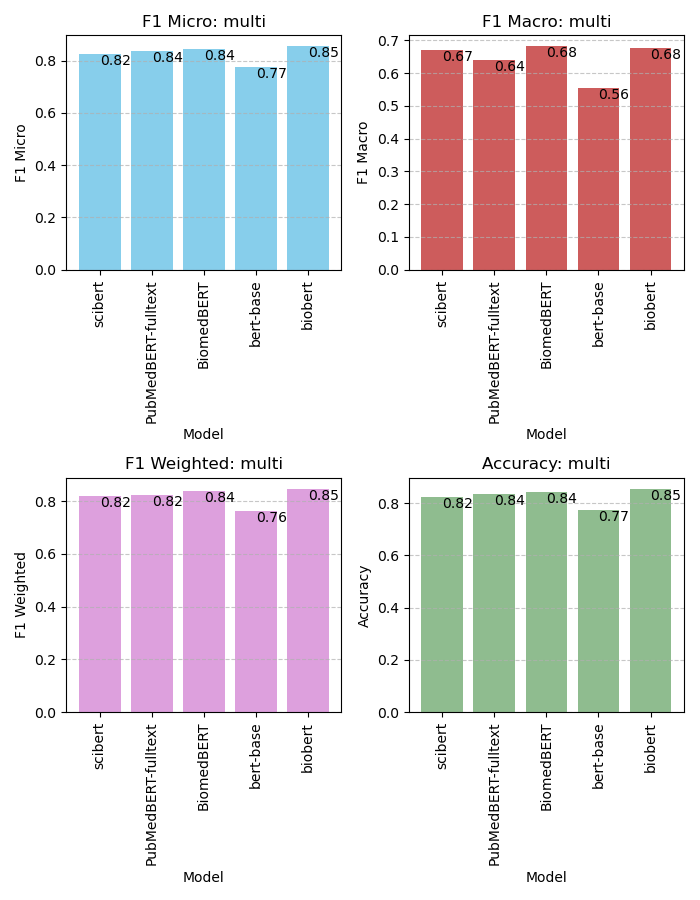 F1 Micro: multi
F1 Micro
0.8
0.6
0.4
0.2
0.0
0.82
0.84
0.84
0.77
0.85
scibert
PubMedBERT-fulltext
BiomedBERT
bert-base
biobert
Model
F1 Macro: multi
F1 Macro
0.7
0.6
0.5
0.4
0.3
0.2
0.1
0.0
0.67
0.64
0.68
0.56
0.68
scibert
PubMedBERT-fulltext
BiomedBERT
bert-base
biobert
Model
F1 Weighted: multi
F1 Weighted
0.8
0.6
0.4
0.2
0.0
0.82
0.82
0.84
0.76
0.85
scibert
PubMedBERT-fulltext
BiomedBERT
bert-base
biobert
Model
Accuracy: multi
Accuracy
0.8
0.6
0.4
0.2
0.0
0.82
0.84
0.84
0.77
0.85
scibert
PubMedBERT-fulltext
BiomedBERT
bert-base
biobert
Model